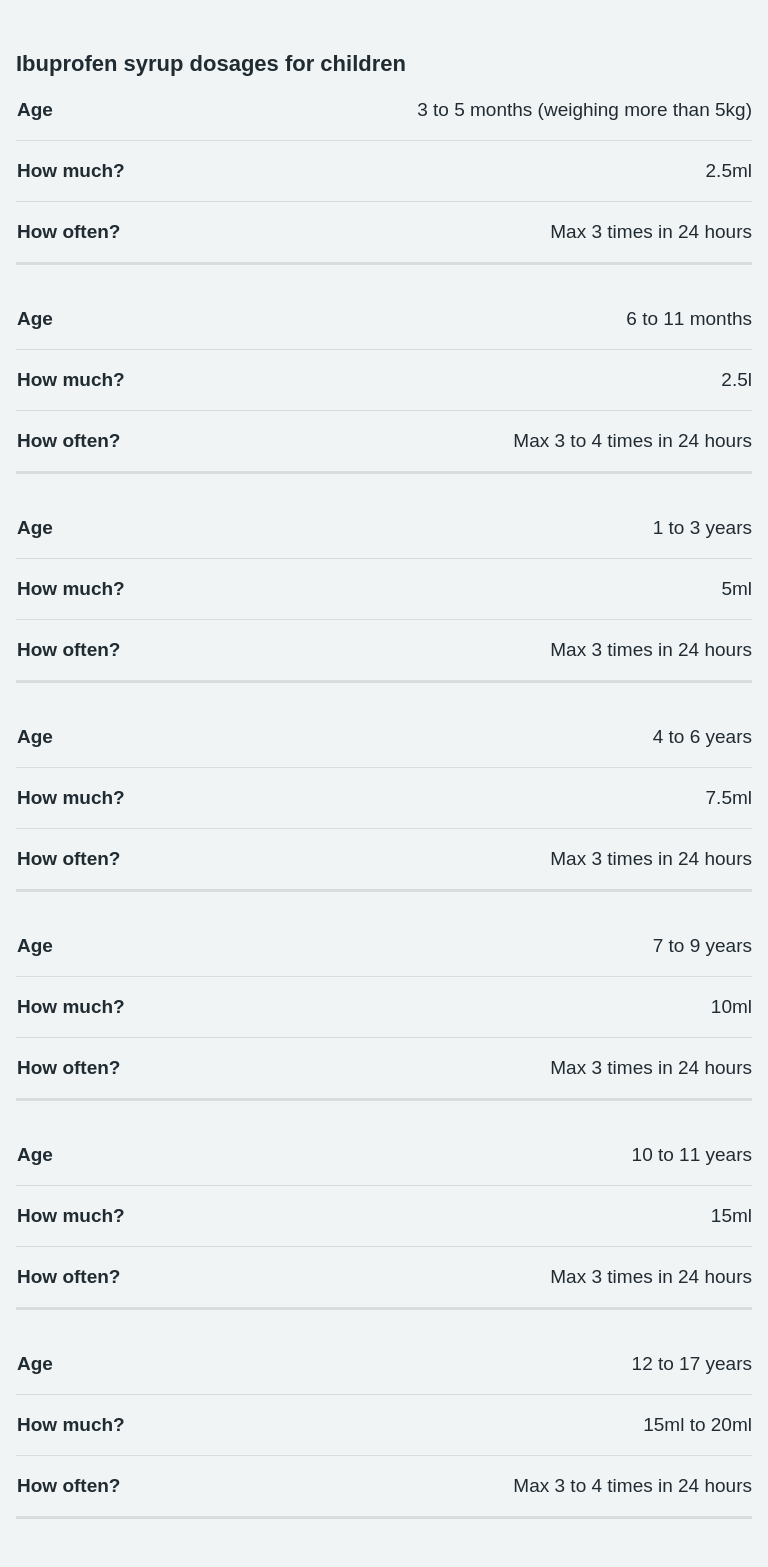 Ibuprofen syrup dosages for children
Age 3 to 5 months (weighing more than 5kg)
How much? 2.5ml
How often? Max 3 times in 24 hours
Age 6 to 11 months
How much? 2.5l
How often? Max 3 to 4 times in 24 hours
Age 1 to 3 years
How much? 5ml
How often? Max 3 times in 24 hours
Age 4 to 6 years
How much? 7.5ml
How often? Max 3 times in 24 hours
Age 7 to 9 years
How much? 10ml
How often? Max 3 times in 24 hours
Age 10 to 11 years
How much? 15ml
How often? Max 3 times in 24 hours
Age 12 to 17 years
How much? 15ml to 20ml
How often? Max 3 to 4 times in 24 hours